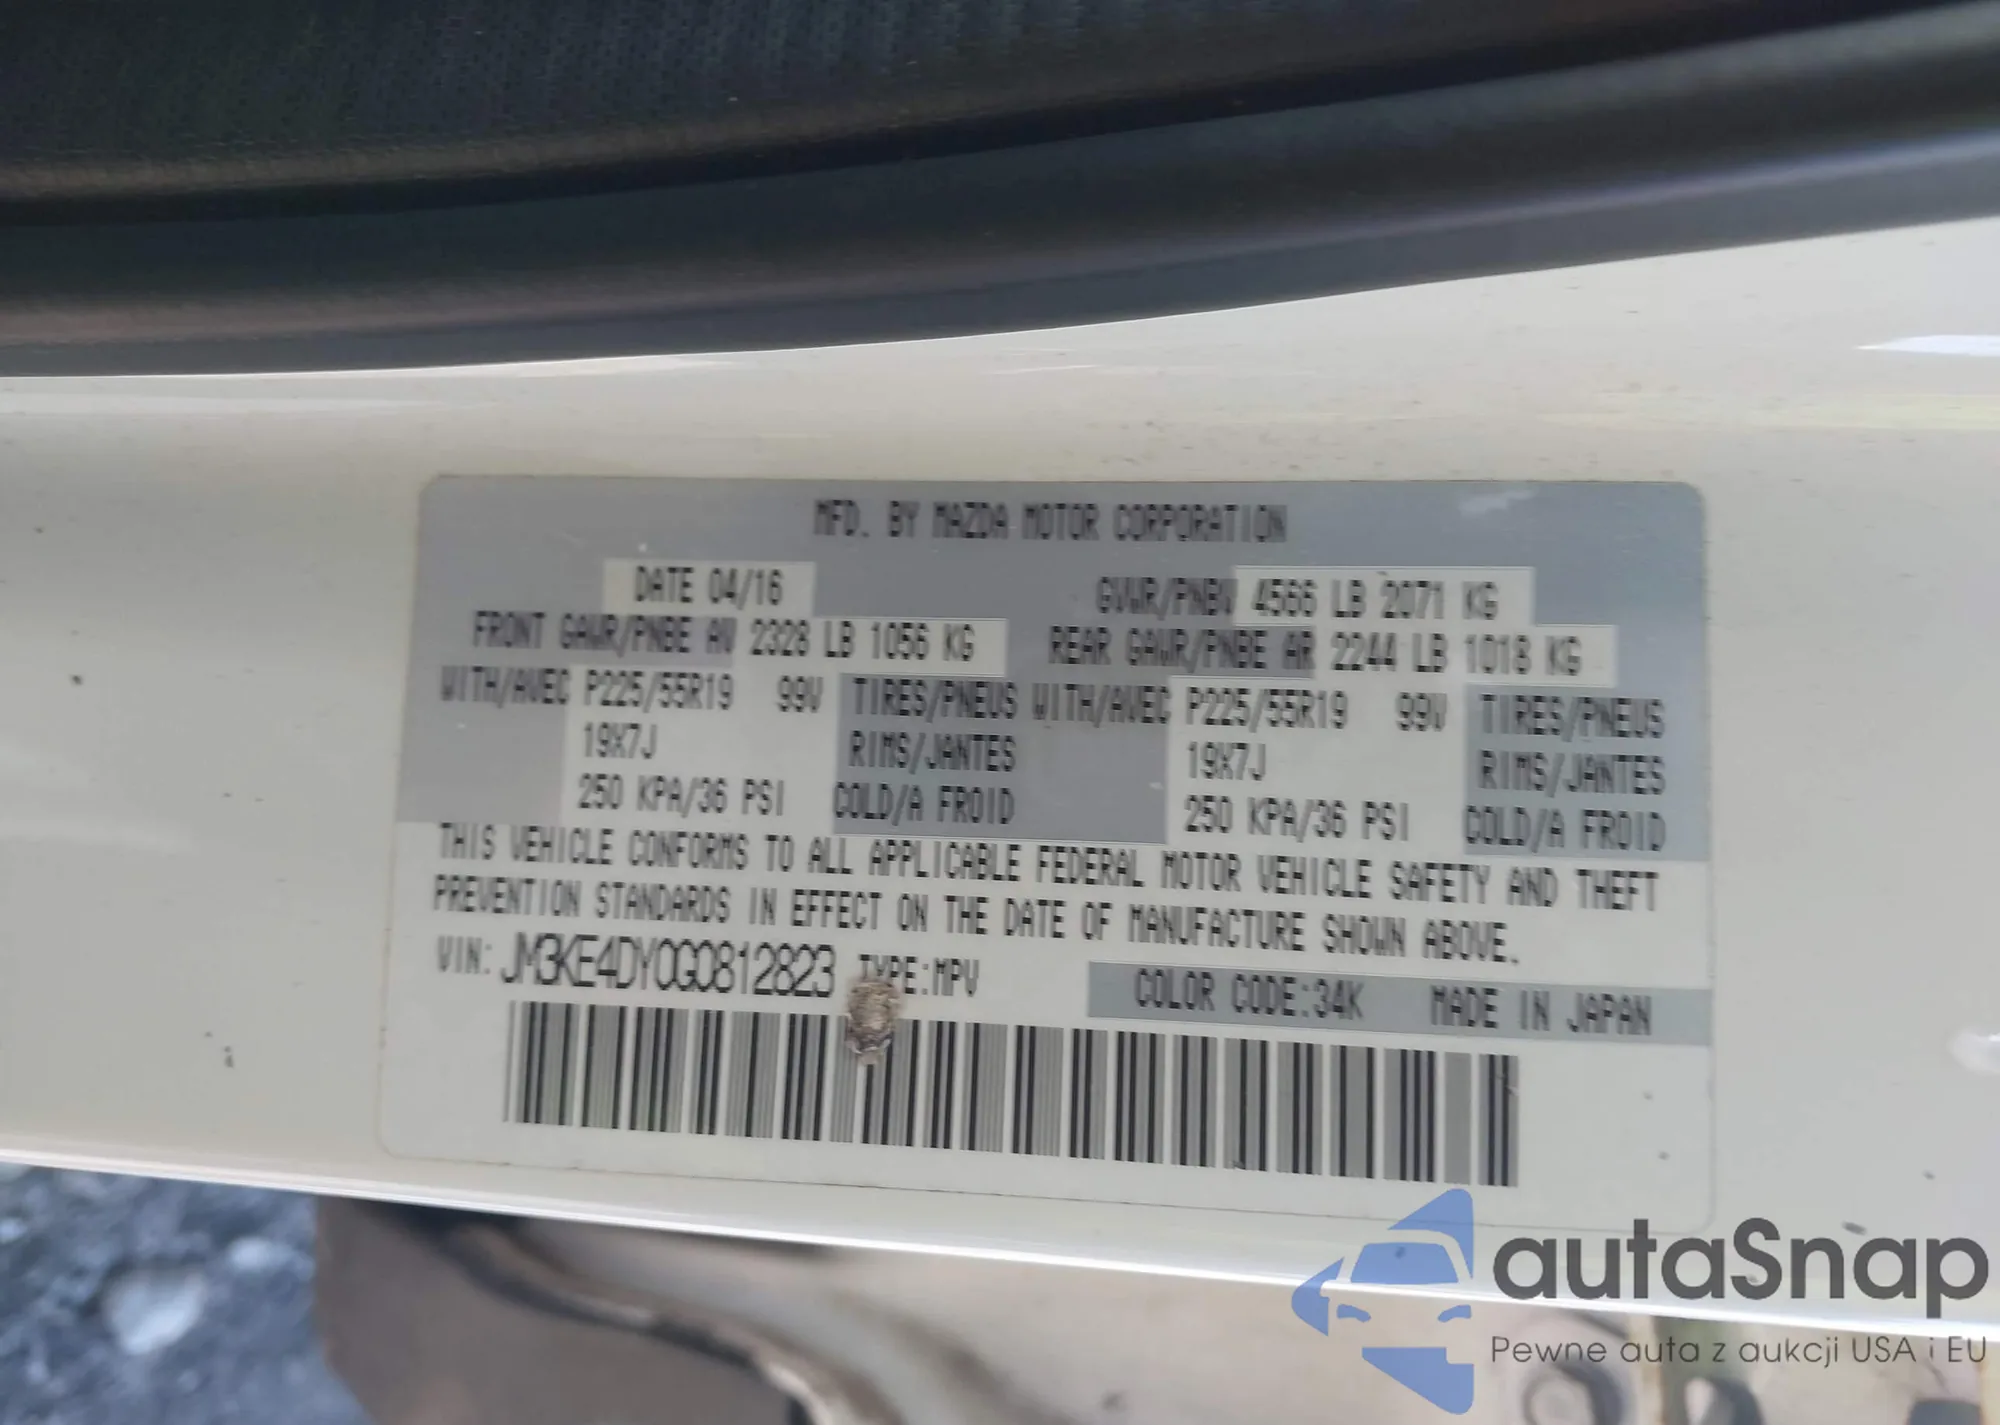 MFD. BY MAZDA MOTOR CORPORATION
DATE 04/16 GVWR/PNBV 4566 LB 2071 KG
FRONT GAWR/PNBE AV 2328 LB 1056 KG REAR GAWR/PNBE AR 2244 LB 1018 KG
WITH/AVEC P225/55R19 99V TIRES/PNEUS WITH/AVEC P225/55R19 99V TIRES/PNEUS
19X7J RIMS/JANTES 19X7J RIMS/JANTES
250 KPA/36 PSI COLD/A FROID 250 KPA/36 PSI COLD/A FROID
THIS VEHICLE CONFORMS TO ALL APPLICABLE FEDERAL MOTOR VEHICLE SAFETY AND THEFT
PREVENTION STANDARDS IN EFFECT ON THE DATE OF MANUFACTURE SHOWN ABOVE.
VIN: JM3KE4DY0G0812823 TYPE:MPV COLOR CODE:34K MADE IN JAPAN
autaSnap
Pewne auta z aukcji USA i EU